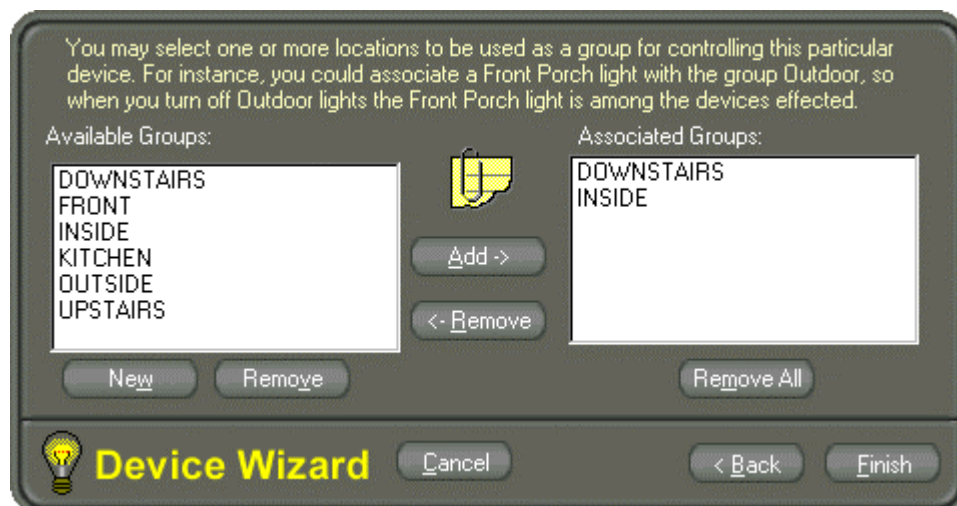 You may select one or more locations to be used as a group for controlling this particular
device. For instance, you could associate a Front Porch light with the group Outdoor, so
when you turn off Outdoor lights the Front Porch light is among the devices effected.
Available Groups:
DOWNSTAIRS
FRONT
INSIDE
KITCHEN
OUTSIDE
UPSTAIRS
Add ->
<- Remove
Associated Groups:
DOWNSTAIRS
INSIDE
New
Remove
Remove All
Device Wizard
Cancel
< Back
Finish